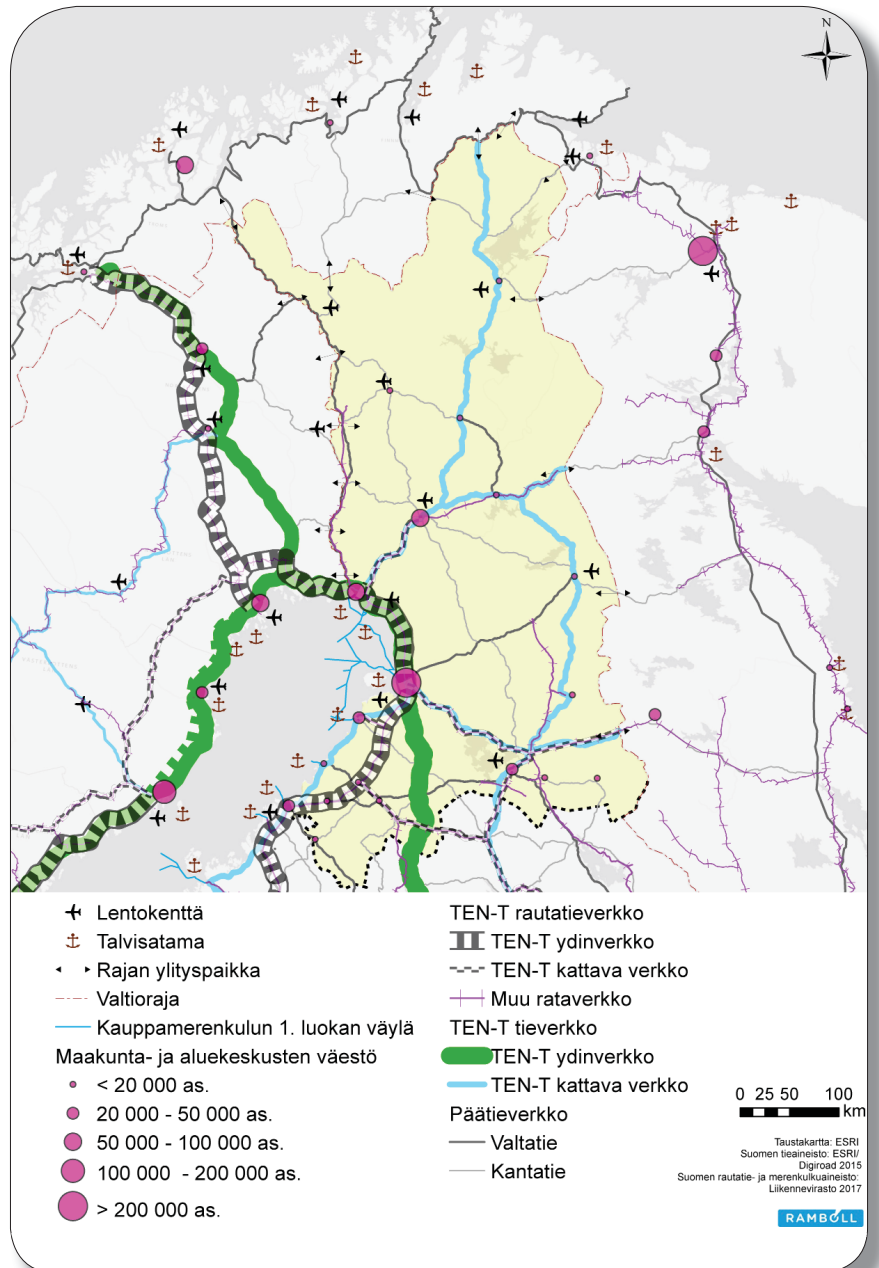 N
Lentokenttä
Talvisatama
Rajan ylityspaikka
Valtioraja
Kauppamerenkulun 1. luokan väylä
Maakunta- ja aluekeskusten väestö
< 20 000 as.
20 000 - 50 000 as.
50 000 - 100 000 as.
100 000 - 200 000 as.
> 200 000 as.
TEN-T rautatieverkko
TEN-T ydinverkko
TEN-T kattava verkko
Muu rataverkko
TEN-T tieverkko
TEN-T ydinverkko
TEN-T kattava verkko
Päätieverkko
Valtatie
Kantatie
0 25 50 100
km
Taustakartta: ESRI
Suomen tieaineisto: ESRI/
Digiroad 2015
Suomen rautatie- ja merenkulkuaineisto:
Liikennevirasto 2017
RAMBOLL